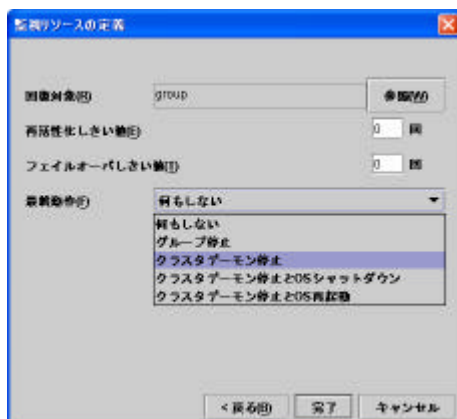 監視リソースの定義
回復対象(R) group 参照(W)
再活性化しきい値(E) 0 回
フェイルオーバしきい値(T) 0 回
最終動作(F) 何もしない
何もしない
グループ停止
クラスタデーモン停止
クラスタデーモン停止とOSシャットダウン
クラスタデーモン停止とOS再起動
< 戻る(B) 完了 キャンセル